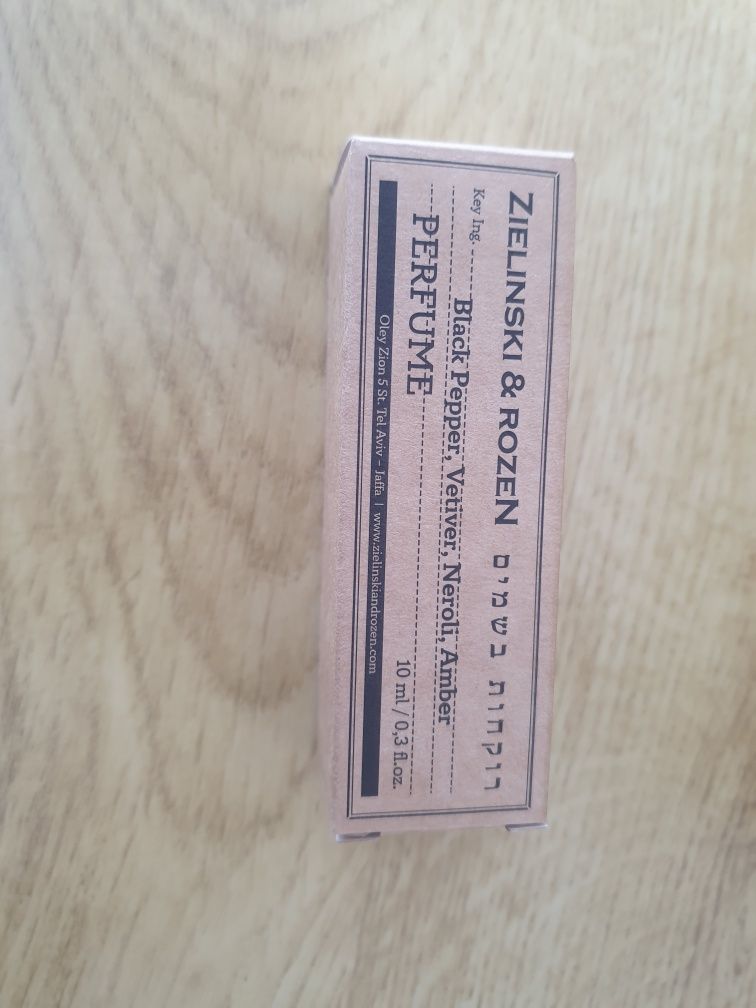 ZIELINSKI & ROZEN רוקחות בשמים
Key Ing. Black Pepper, Vetiver, Neroli, Amber
PERFUME 10 ml / 0,3 fl.oz.
Oley Zion 5 St. Tel Aviv - Jaffa | www.zielinskiandrozen.com